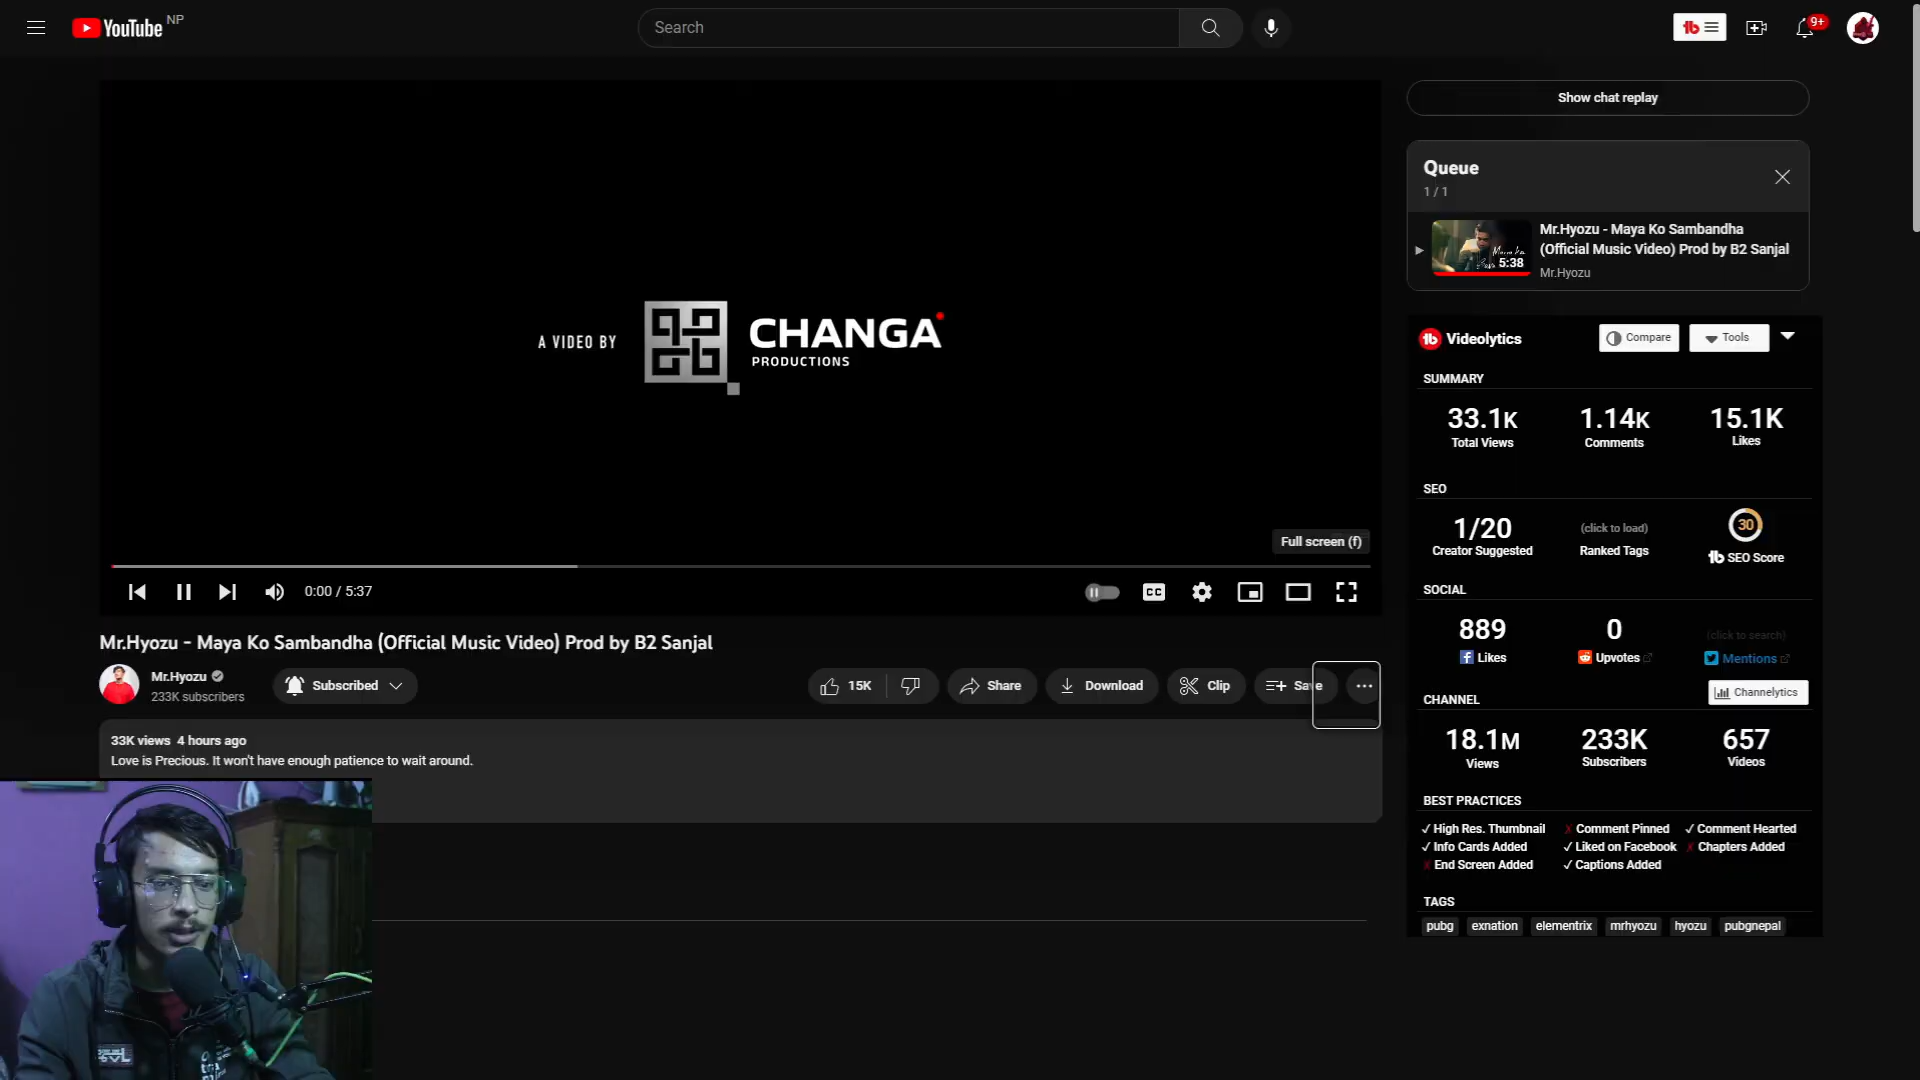 YouTube NP
Search
9+
A VIDEO BY
CHANGA
PRODUCTIONS
Full screen (f)
0:00 / 5:37
CC
Mr.Hyozu - Maya Ko Sambandha (Official Music Video) Prod by B2 Sanjal
Mr.Hyozu
233K subscribers
Subscribed
15K
Share
Download
Clip
Save
33K views 4 hours ago
Love is Precious. It won't have enough patience to wait around.
Show chat replay
Queue
1 / 1
5:38
Mr.Hyozu - Maya Ko Sambandha
(Official Music Video) Prod by B2 Sanjal
Mr.Hyozu
Videolytics
Compare
Tools
SUMMARY
33.1K 1.14K 15.1K
Total Views Comments Likes
SEO
1/20 (click to load) 30
Creator Suggested Ranked Tags SEO Score
SOCIAL
889 0 (click to search)
Likes Upvotes Mentions
CHANNEL
Channelytics
18.1M 233K 657
Views Subscribers Videos
BEST PRACTICES
✓ High Res. Thumbnail ✗ Comment Pinned ✓ Comment Hearted
✓ Info Cards Added ✓ Liked on Facebook ✗ Chapters Added
✗ End Screen Added ✓ Captions Added
TAGS
pubg exnation elementrix mrhyozu hyozu pubgnepal